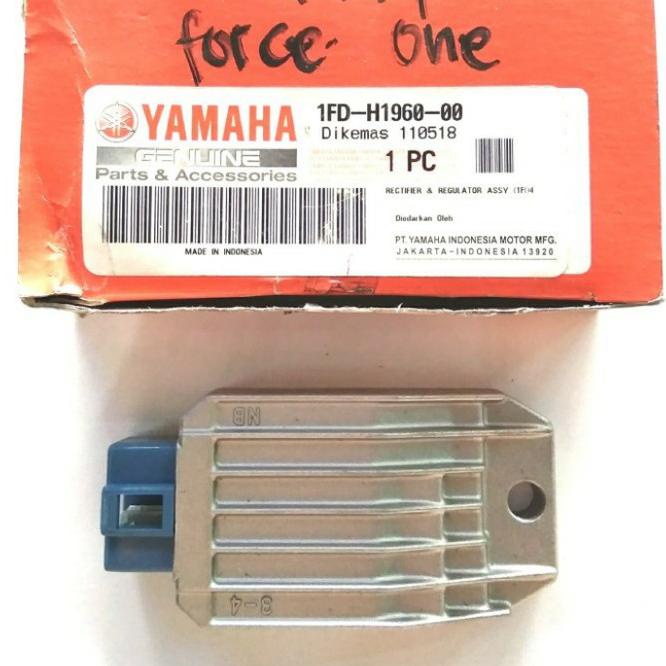 force one
YAMAHA
GENUINE
Parts & Accessories
1FD-H1960-00
Dikemas 110518
1 PC
RECTIFIER & REGULATOR ASSY (1FD4
Diedarkan Oleh
PT. YAMAHA INDONESIA MOTOR MFG.
JAKARTA-INDONESIA 13920
MADE IN INDONESIA
NB
3-4